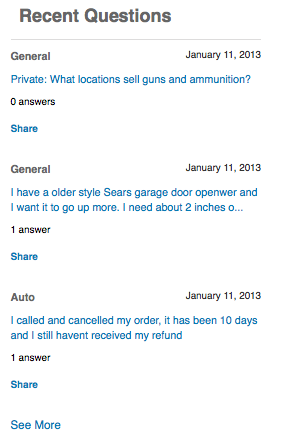 Recent Questions
General January 11, 2013
Private: What locations sell guns and ammunition?
0 answers
Share
General January 11, 2013
I have a older style Sears garage door openwer and
I want it to go up more. I need about 2 inches o...
1 answer
Share
Auto January 11, 2013
I called and cancelled my order, it has been 10 days
and I still havent received my refund
1 answer
Share
See More